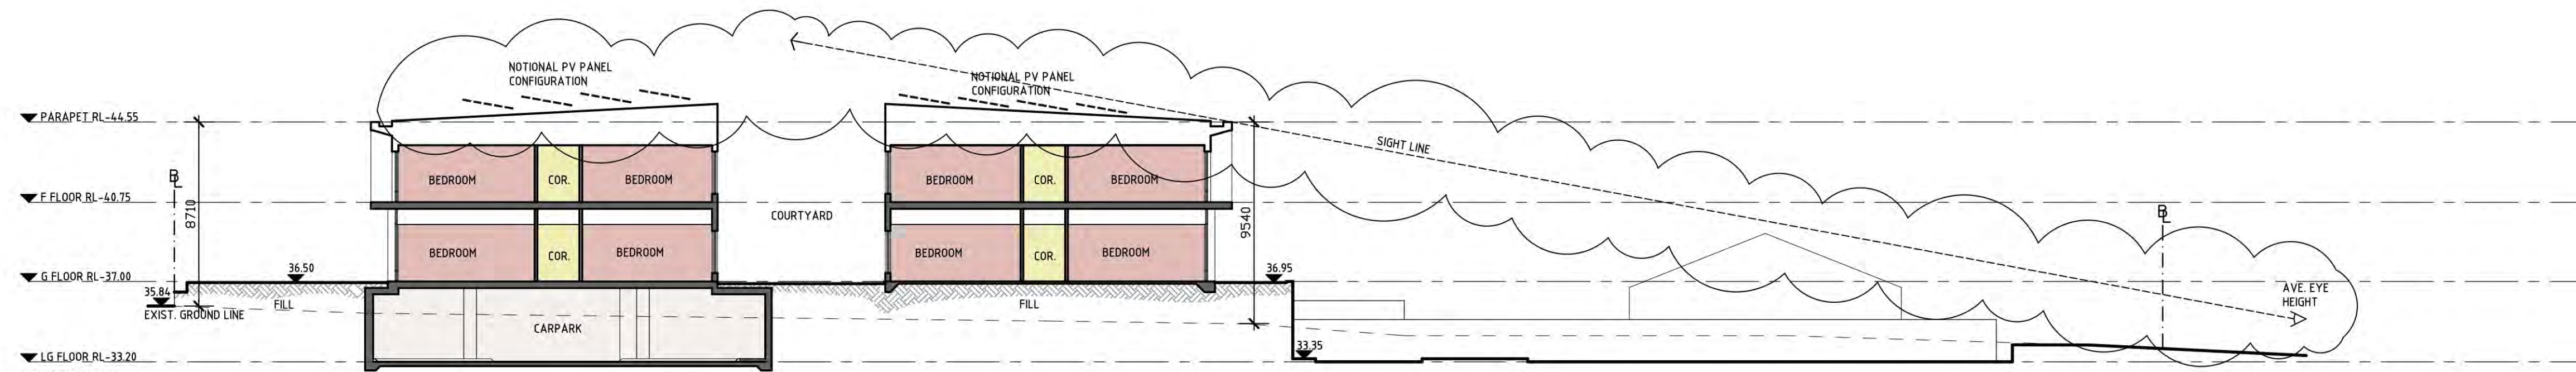 NOTIONAL PV PANEL
CONFIGURATION
NOTIONAL PV PANEL
CONFIGURATION
PARAPET RL-44.55
SIGHT LINE
BL
8710
F FLOOR RL-40.75
BEDROOM
COR.
BEDROOM
BEDROOM
COR.
BEDROOM
COURTYARD
9540
BL
G FLOOR RL-37.00
BEDROOM
COR.
BEDROOM
BEDROOM
COR.
BEDROOM
36.50
36.95
35.84
EXIST. GROUND LINE
FILL
FILL
AVE. EYE
HEIGHT
CARPARK
33.35
LG FLOOR RL-33.20